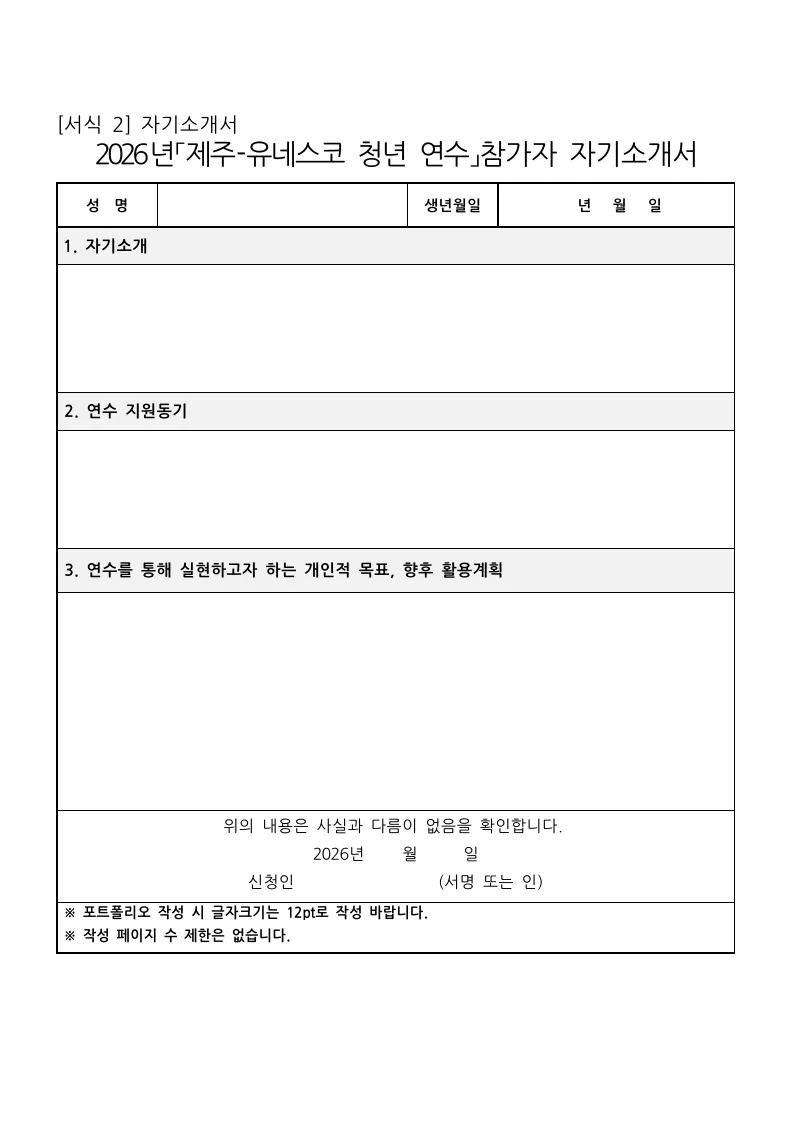 [서식 2] 자기소개서
2026년「제주-유네스코 청년 연수」참가자 자기소개서
성 명 생년월일 년 월 일
1. 자기소개
2. 연수 지원동기
3. 연수를 통해 실현하고자 하는 개인적 목표, 향후 활용계획
위의 내용은 사실과 다름이 없음을 확인합니다.
2026년 월 일
신청인 (서명 또는 인)
※ 포트폴리오 작성 시 글자크기는 12pt로 작성 바랍니다.
※ 작성 페이지 수 제한은 없습니다.